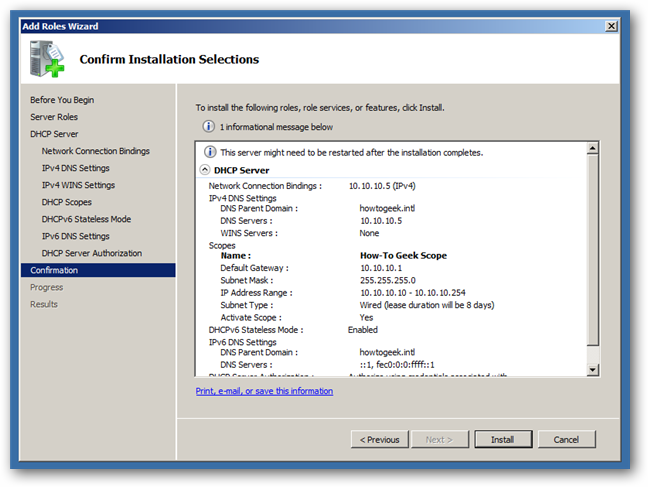 Add Roles Wizard
Confirm Installation Selections
Before You Begin
Server Roles
DHCP Server
Network Connection Bindings
IPv4 DNS Settings
IPv4 WINS Settings
DHCP Scopes
DHCPv6 Stateless Mode
IPv6 DNS Settings
DHCP Server Authorization
Confirmation
Progress
Results
To install the following roles, role services, or features, click Install.
1 informational message below
This server might need to be restarted after the installation completes.
DHCP Server
Network Connection Bindings : 10.10.10.5 (IPv4)
IPv4 DNS Settings
DNS Parent Domain : howtogeek.intl
DNS Servers : 10.10.10.5
WINS Servers : None
Scopes
Name : How-To Geek Scope
Default Gateway : 10.10.10.1
Subnet Mask : 255.255.255.0
IP Address Range : 10.10.10.10 - 10.10.10.254
Subnet Type : Wired (lease duration will be 8 days)
Activate Scope : Yes
DHCPv6 Stateless Mode : Enabled
IPv6 DNS Settings
DNS Parent Domain : howtogeek.intl
DNS Servers : ::1, fec0:0:0:ffff::1
DHCP Server Authorization : Authorize using credentials associated with
Print, e-mail, or save this information
< Previous
Next >
Install
Cancel